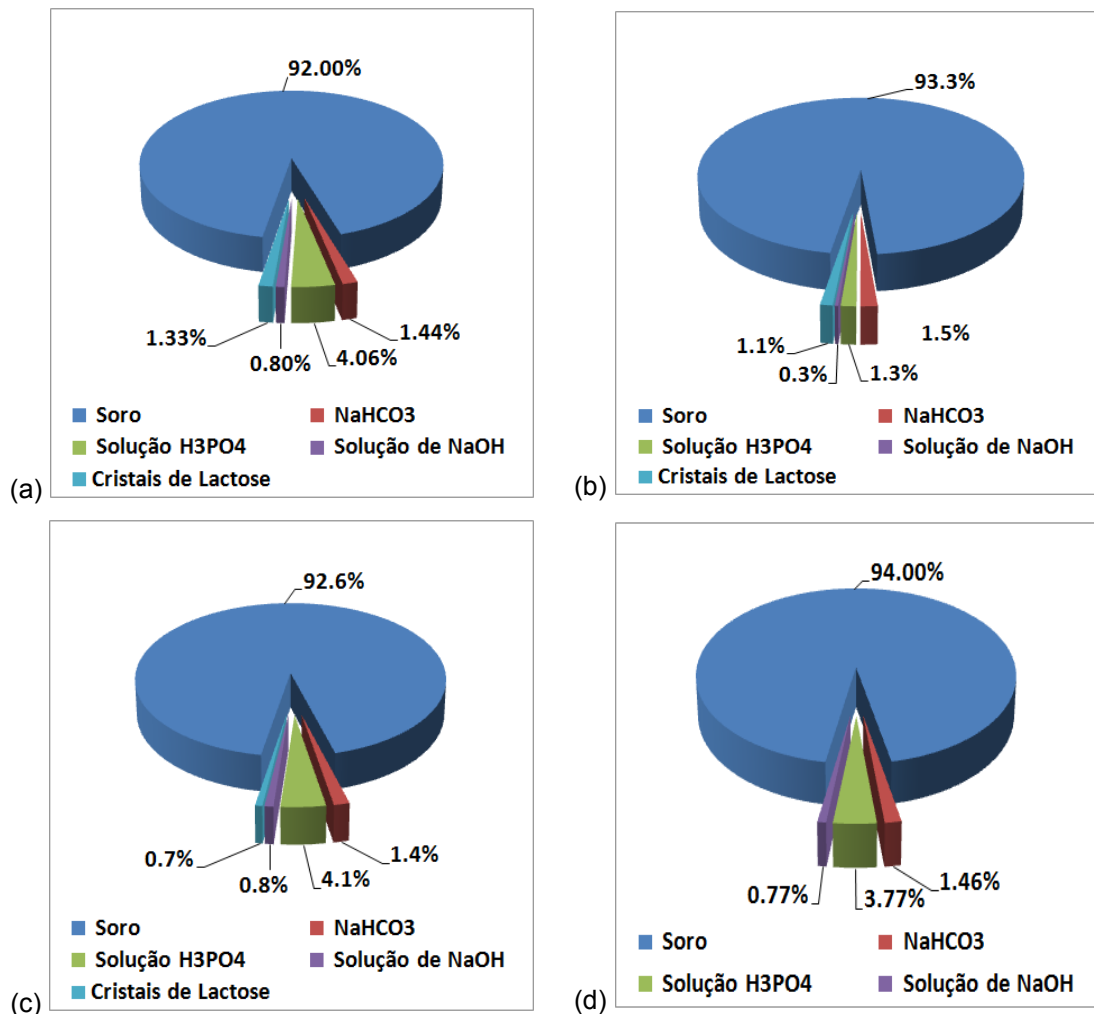 92.00%
1.33%
0.80%
4.06%
1.44%
Soro
NaHCO3
Solução H3PO4
Solução de NaOH
Cristais de Lactose
(a)
93.3%
1.1%
0.3%
1.3%
1.5%
Soro
NaHCO3
Solução H3PO4
Solução de NaOH
Cristais de Lactose
(b)
92.6%
0.7%
0.8%
4.1%
1.4%
Soro
NaHCO3
Solução H3PO4
Solução de NaOH
Cristais de Lactose
(c)
94.00%
0.77%
3.77%
1.46%
Soro
NaHCO3
Solução H3PO4
Solução de NaOH
(d)